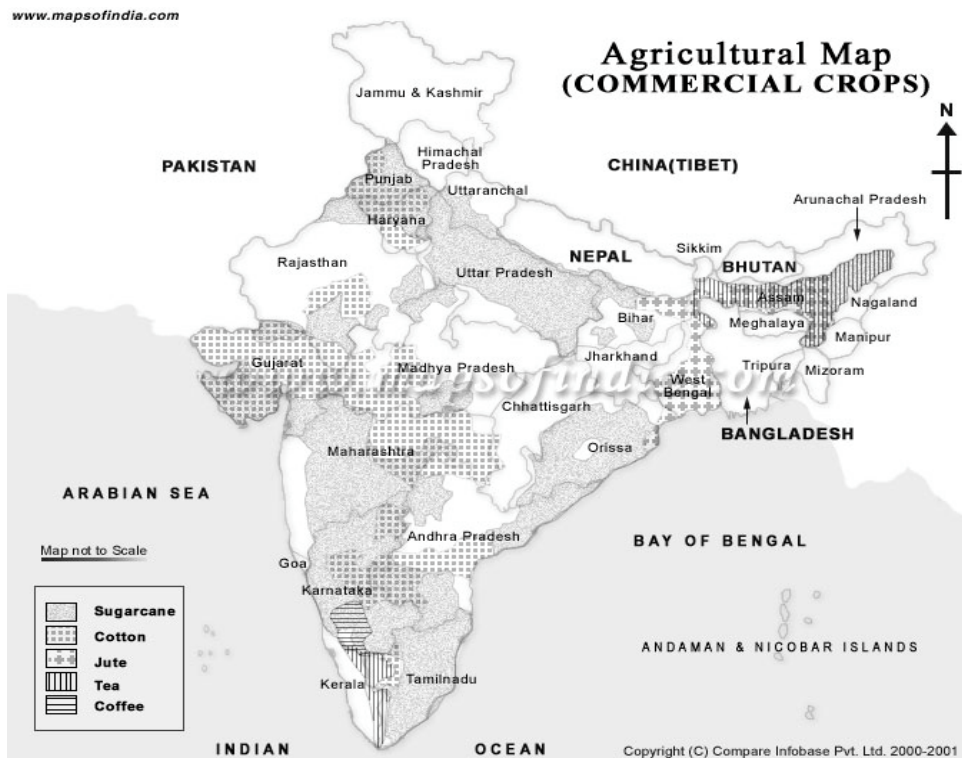 www.mapsofindia.com
Agricultural Map
(COMMERCIAL CROPS)
Jammu & Kashmir
N
Himachal
Pradesh
PAKISTAN
CHINA(TIBET)
Punjab
Uttaranchal
Arunachal Pradesh
Haryana
Sikkim
NEPAL
BHUTAN
Rajasthan
Uttar Pradesh
Assam
Nagaland
Bihar
Meghalaya
Manipur
Jharkhand
Gujarat
Madhya Pradesh
Tripura
Mizoram
www.mapsofindia.com
West
Bengal
Chhattisgarh
BANGLADESH
Orissa
Maharashtra
ARABIAN SEA
Andhra Pradesh
BAY OF BENGAL
Map not to Scale
Goa
Karnataka
Sugarcane
Cotton
Jute
Tea
Coffee
ANDAMAN & NICOBAR ISLANDS
Kerala
Tamilnadu
INDIAN OCEAN
Copyright (C) Compare Infobase Pvt. Ltd. 2000-2001